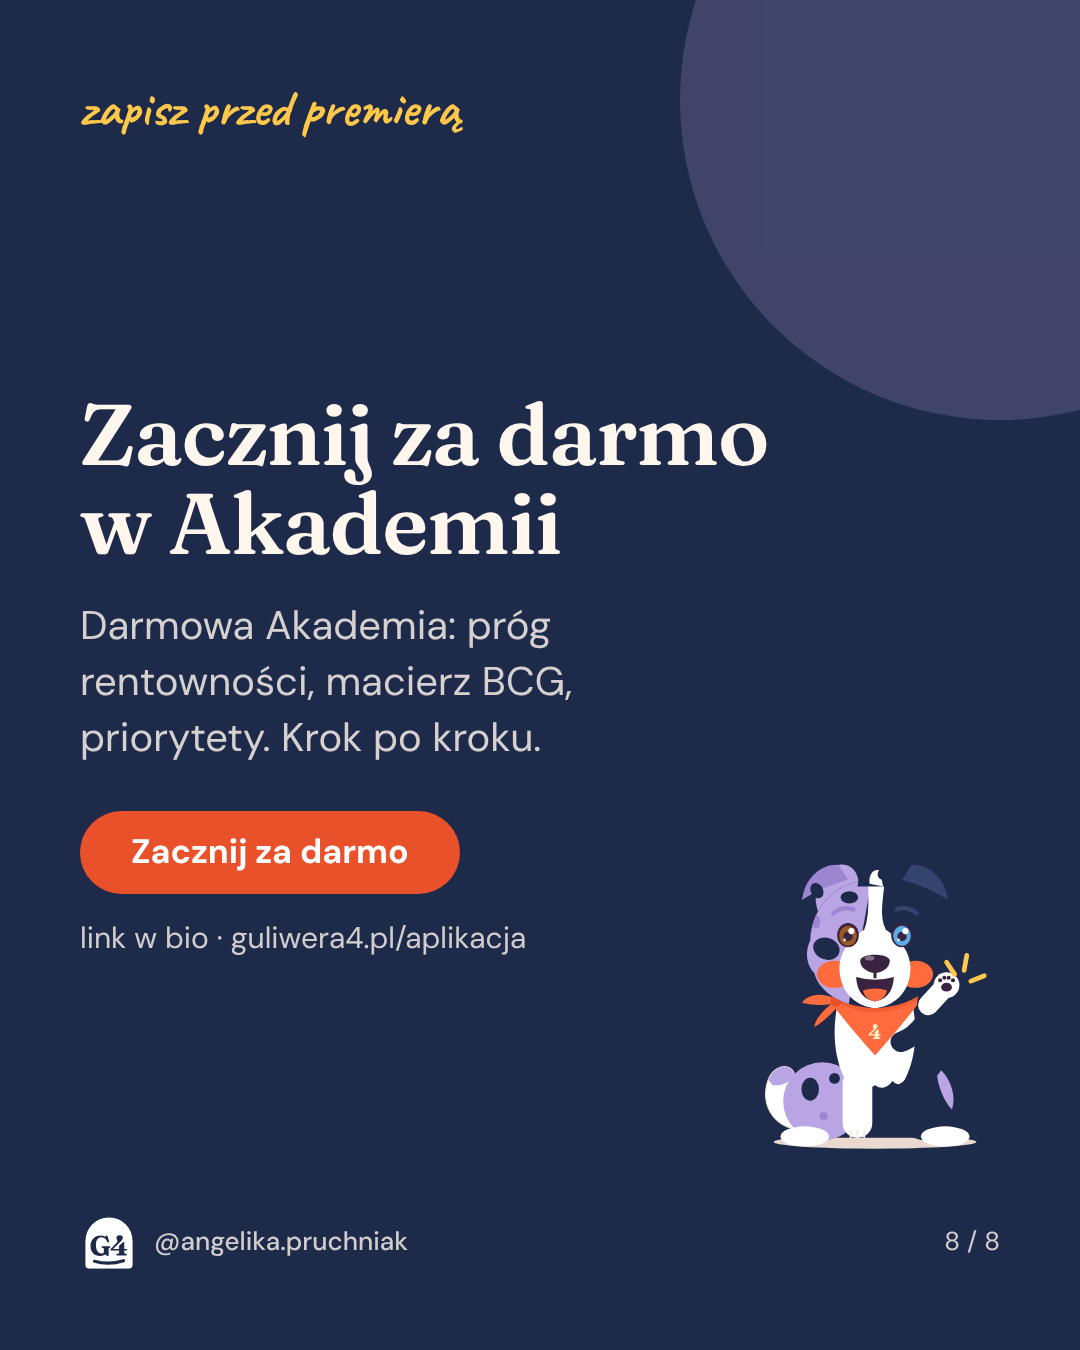 zapisz przed premierą
Zacznij za darmo
w Akademii
Darmowa Akademia: próg
rentowności, macierz BCG,
priorytety. Krok po kroku.
Zacznij za darmo
link w bio · guliwera4.pl/aplikacja
4
G4 @angelika.pruchniak
8 / 8